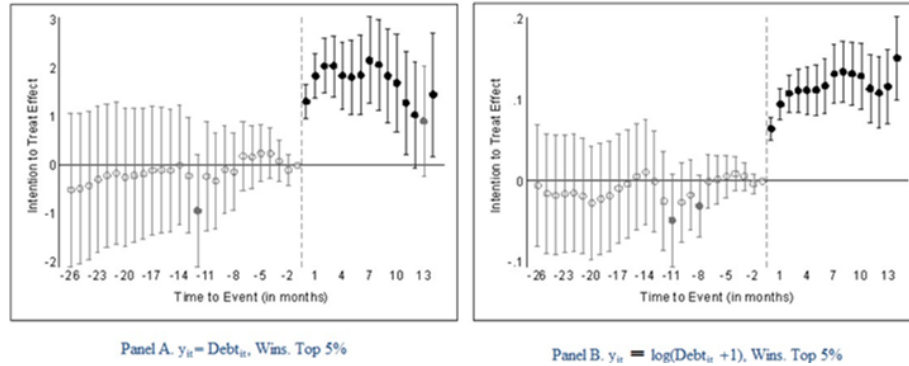 3
2
1
0
-1
-2
Intention to Treat Effect
-26 -23 -20 -17 -14 -11 -8 -5 -2 1 4 7 10 13
Time to Event (in months)
Panel A. yit = Debtit, Wins. Top 5%
.2
.1
0
-.1
Intention to Treat Effect
-26 -23 -20 -17 -14 -11 -8 -5 -2 1 4 7 10 13
Time to Event (in months)
Panel B. yit = log(Debtit +1), Wins. Top 5%